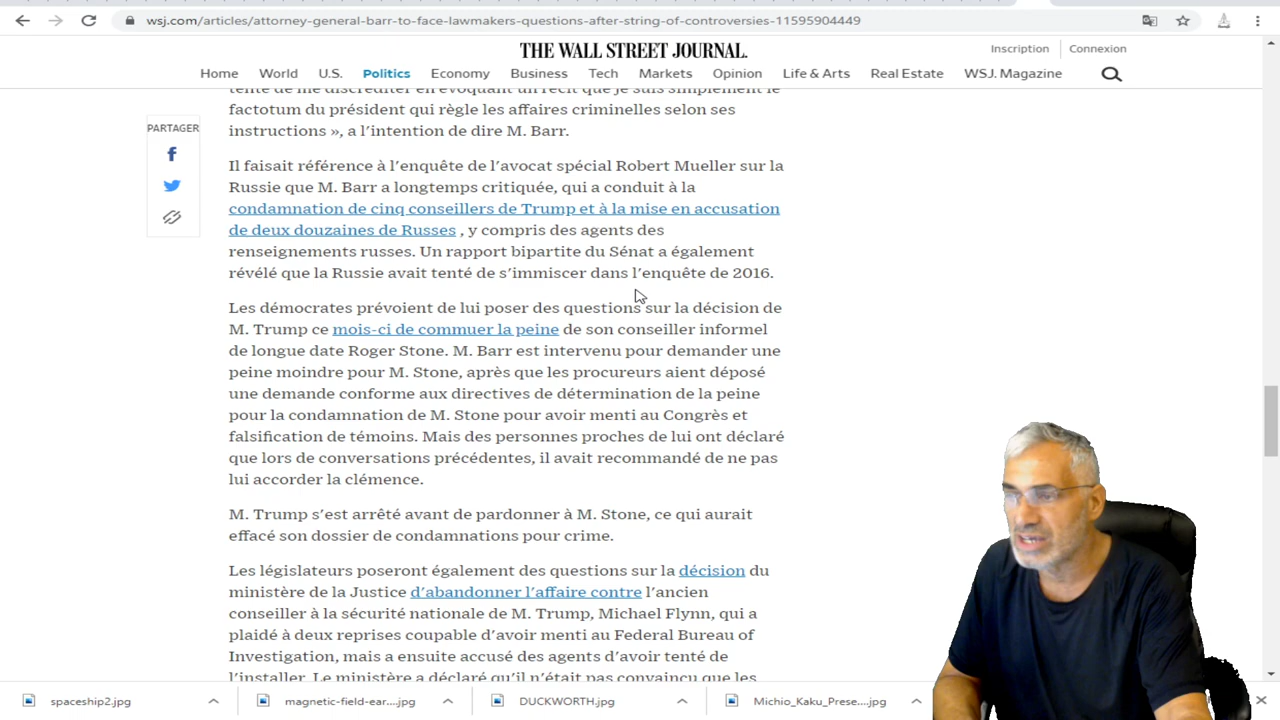 wsj.com/articles/attorney-general-barr-to-face-lawmakers-questions-after-string-of-controversies-11595904449
THE WALL STREET JOURNAL.
Inscription
Connexion
Home World U.S. Politics Economy Business Tech Markets Opinion Life & Arts Real Estate WSJ. Magazine
PARTAGER
tente de me discréditer en évoquant un récit que je suis simplement le
factotum du président qui règle les affaires criminelles selon ses
instructions », a l'intention de dire M. Barr.
Il faisait référence à l'enquête de l'avocat spécial Robert Mueller sur la
Russie que M. Barr a longtemps critiquée, qui a conduit à la
condamnation de cinq conseillers de Trump et à la mise en accusation
de deux douzaines de Russes , y compris des agents des
renseignements russes. Un rapport bipartite du Sénat a également
révélé que la Russie avait tenté de s'immiscer dans l'enquête de 2016.
Les démocrates prévoient de lui poser des questions sur la décision de
M. Trump ce mois-ci de commuer la peine de son conseiller informel
de longue date Roger Stone. M. Barr est intervenu pour demander une
peine moindre pour M. Stone, après que les procureurs aient déposé
une demande conforme aux directives de détermination de la peine
pour la condamnation de M. Stone pour avoir menti au Congrès et
falsification de témoins. Mais des personnes proches de lui ont déclaré
que lors de conversations précédentes, il avait recommandé de ne pas
lui accorder la clémence.
M. Trump s'est arrêté avant de pardonner à M. Stone, ce qui aurait
effacé son dossier de condamnations pour crime.
Les législateurs poseront également des questions sur la décision du
ministère de la Justice d'abandonner l'affaire contre l'ancien
conseiller à la sécurité nationale de M. Trump, Michael Flynn, qui a
plaidé à deux reprises coupable d'avoir menti au Federal Bureau of
Investigation, mais a ensuite accusé des agents d'avoir tenté de
l'installer. Le ministère a déclaré qu'il n'était pas convaincu que les
spaceship2.jpg
magnetic-field-ear....jpg
DUCKWORTH.jpg
Michio_Kaku_Prese....jpg